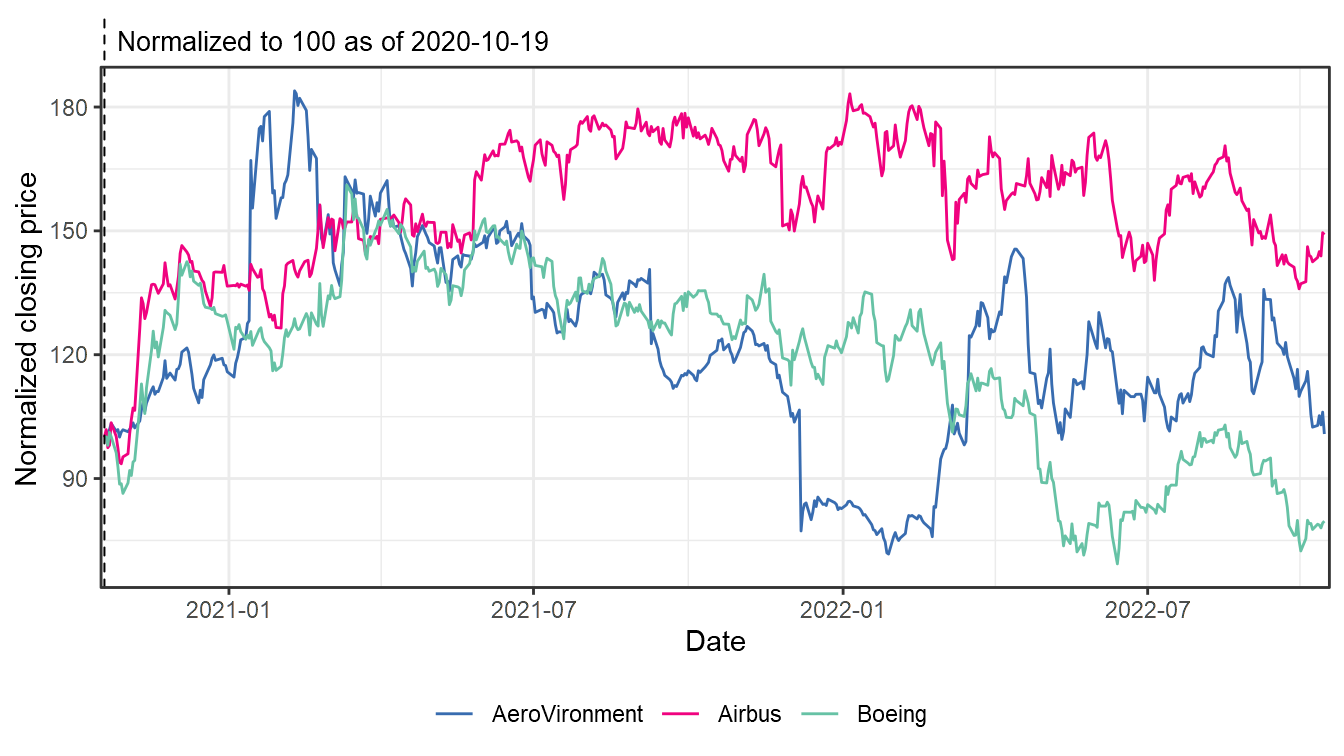 Normalized to 100 as of 2020-10-19
Normalized closing price
180
150
120
90
2021-01
2021-07
2022-01
2022-07
Date
AeroVironment
Airbus
Boeing